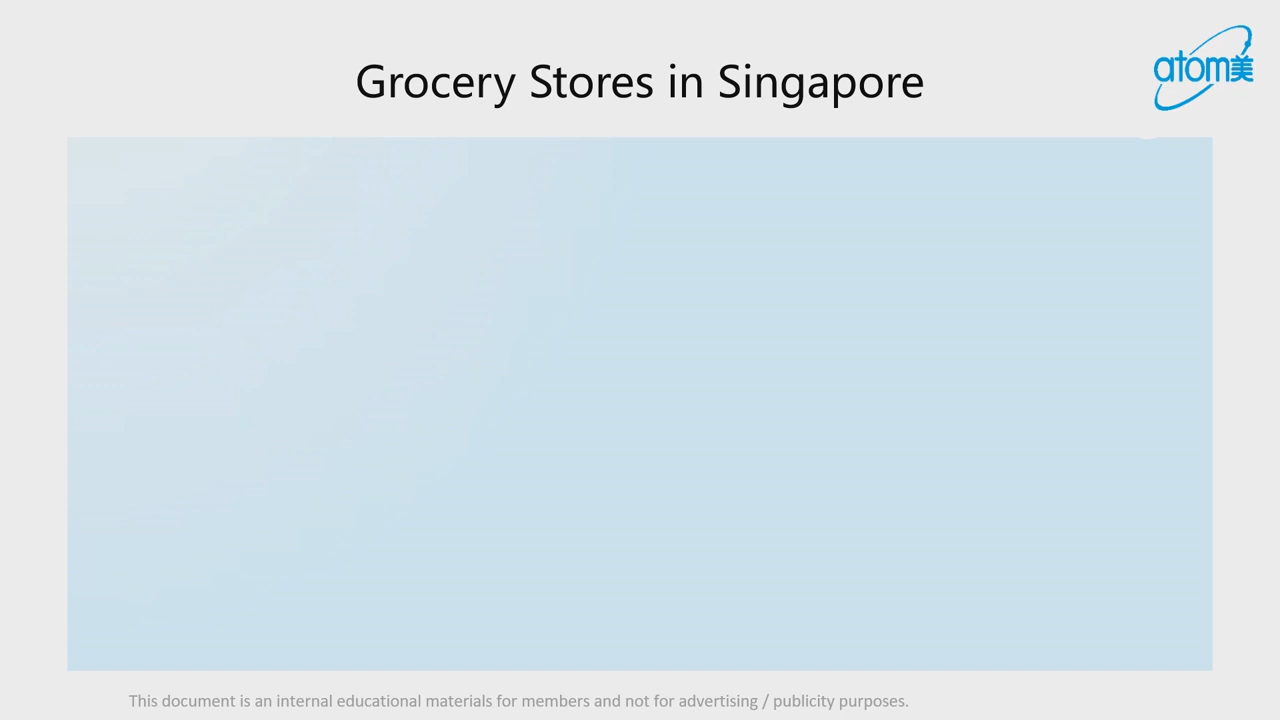 Grocery Stores in Singapore
atom美
This document is an internal educational materials for members and not for advertising / publicity purposes.